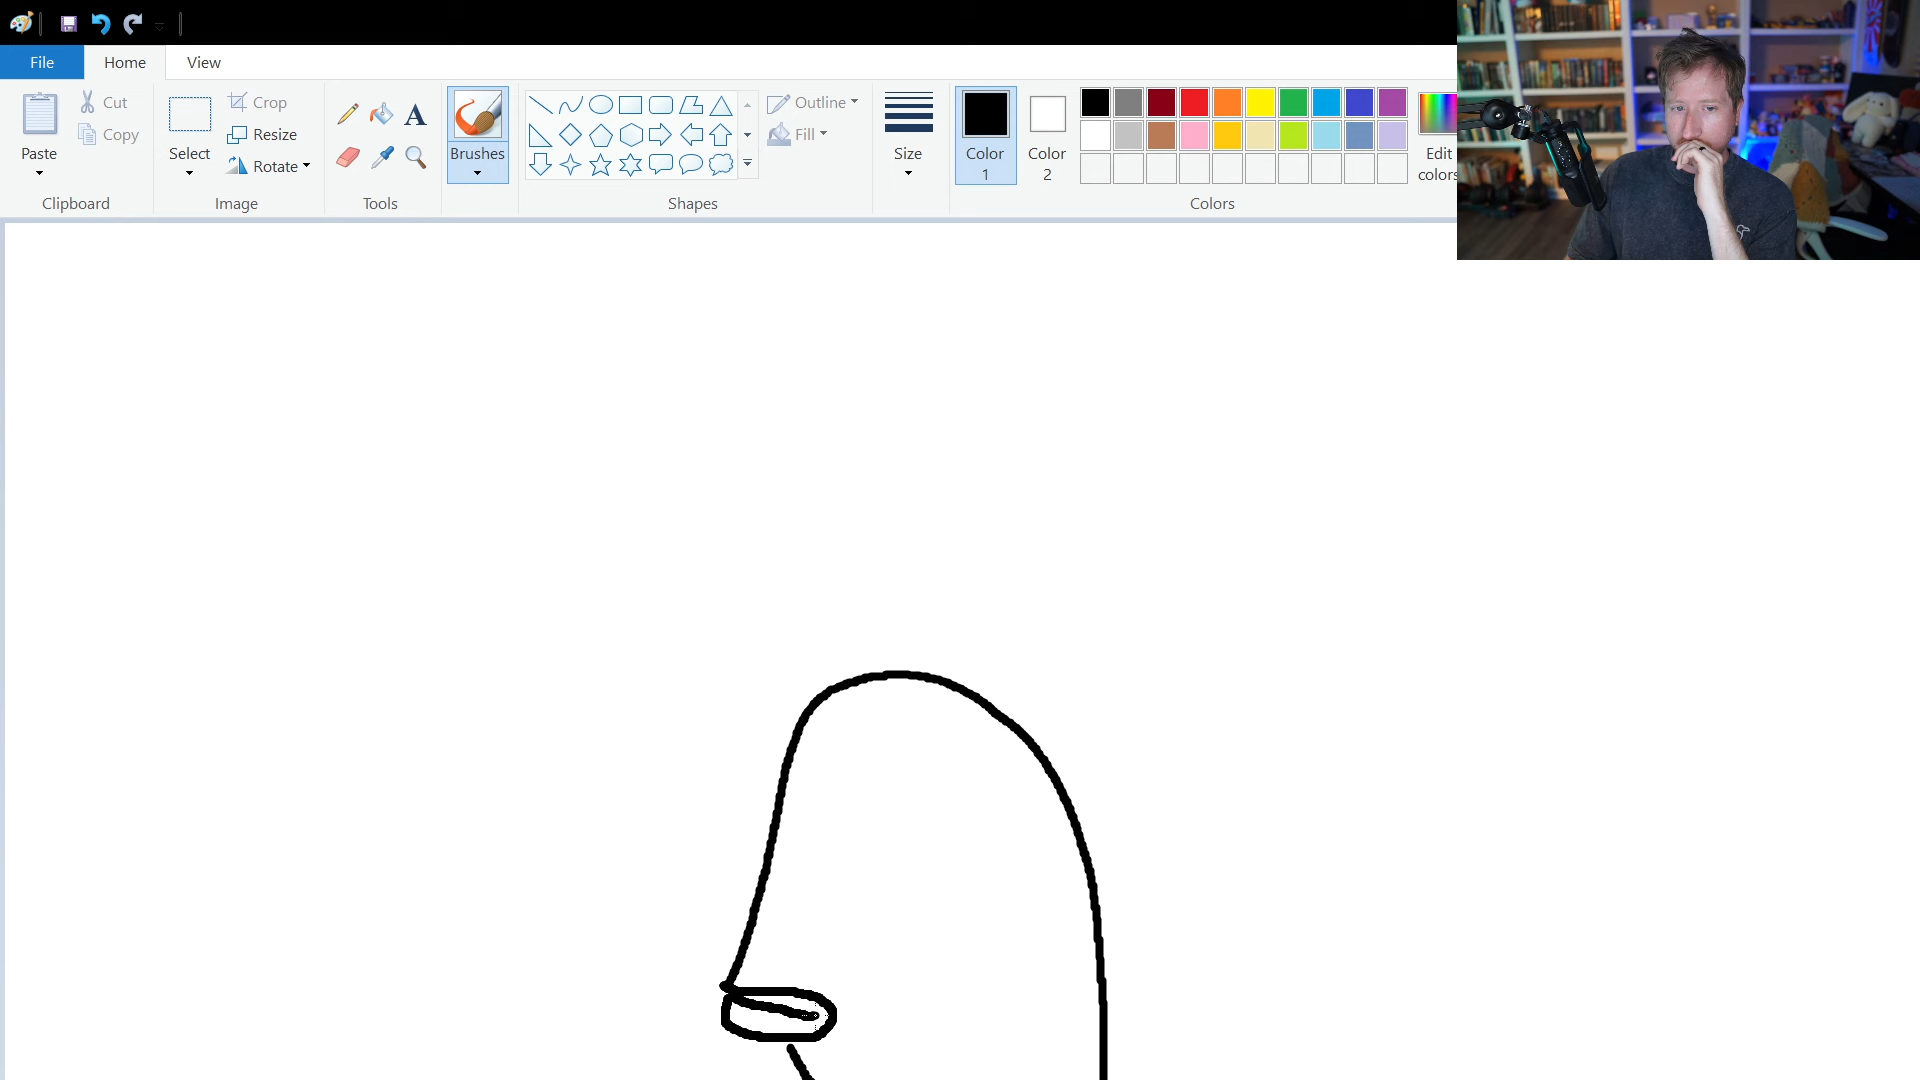 File Home View
Cut
Copy
Paste
Crop
Resize
Rotate
Select
A
Brushes
Outline
Fill
Size
Color
1
Color
2
Edit
colors
Clipboard Image Tools Shapes Colors